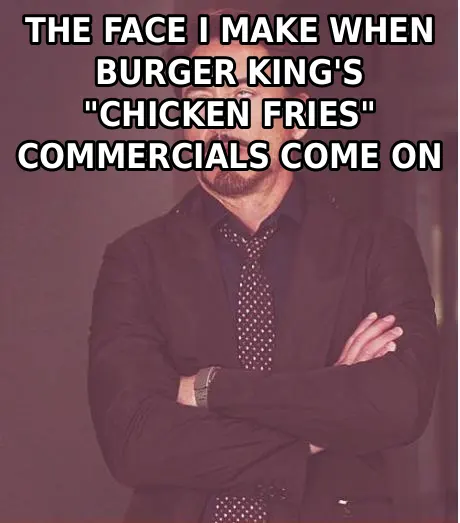 THE FACE I MAKE WHEN
BURGER KING'S
"CHICKEN FRIES"
COMMERCIALS COME ON